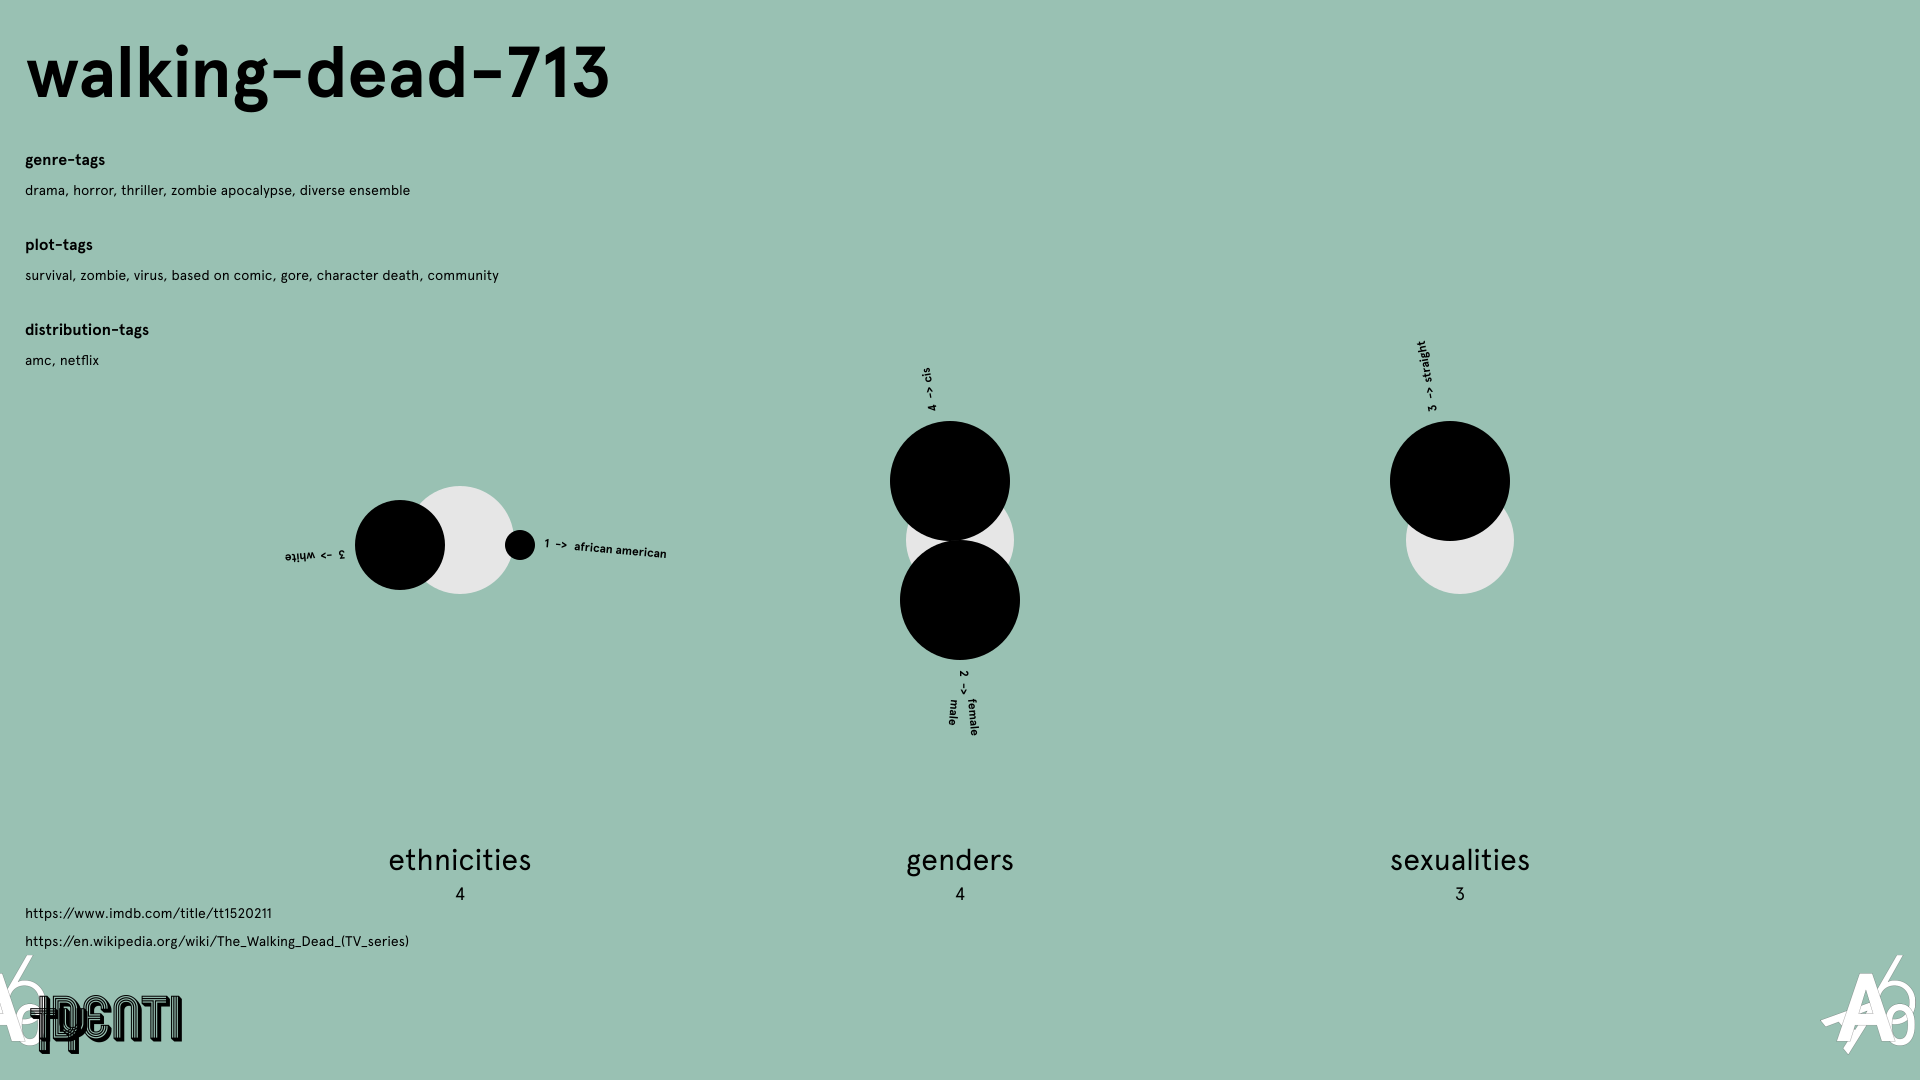 walking-dead-713
genre-tags
drama, horror, thriller, zombie apocalypse, diverse ensemble
plot-tags
survival, zombie, virus, based on comic, gore, character death, community
distribution-tags
amc, netflix
3 -> white
1 -> african american
4 -> cis
2 -> female
male
3 -> straight
ethnicities
4
genders
4
sexualities
3
https://www.imdb.com/title/tt1520211
https://en.wikipedia.org/wiki/The_Walking_Dead_(TV_series)
IDENTI